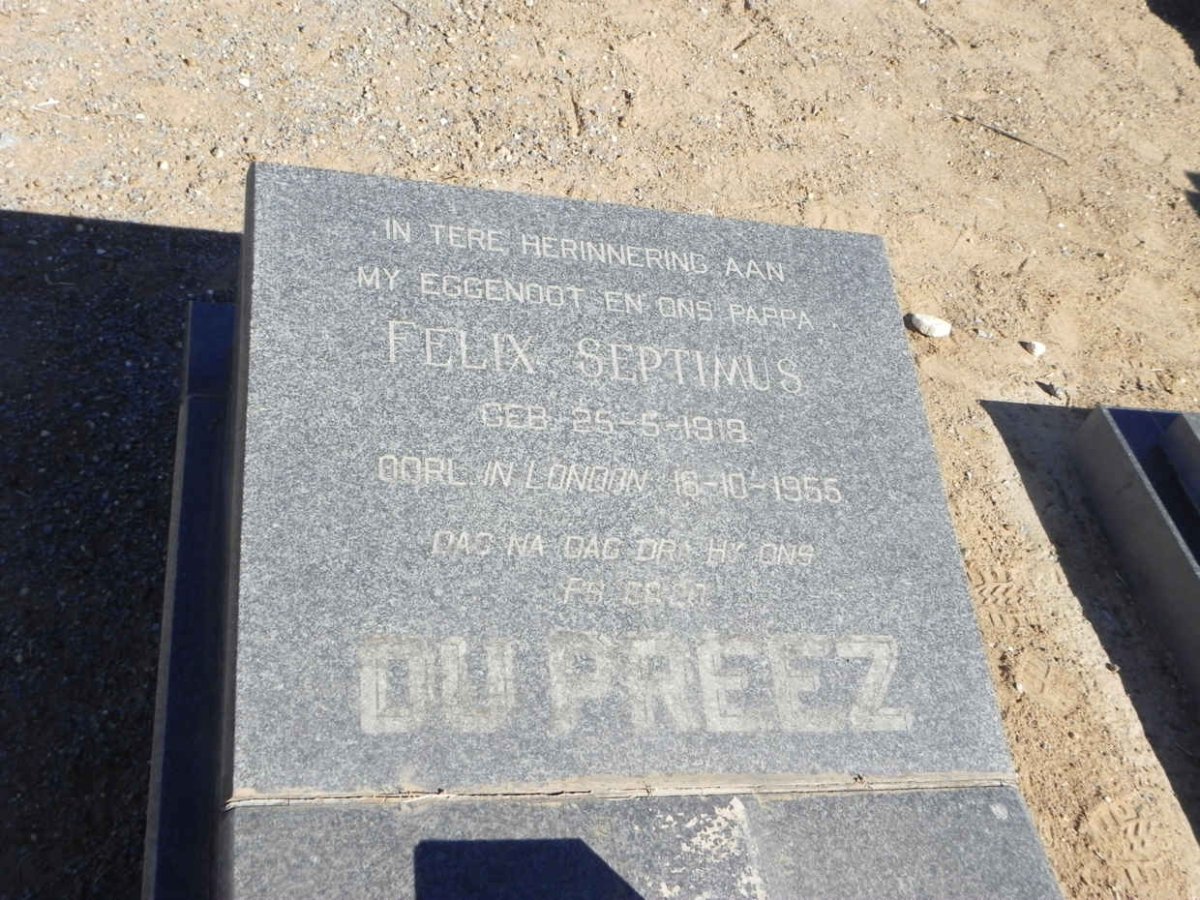 IN TERE HERINNERING AAN
MY EGGENOOT EN ONS PAPPA
FELIX SEPTIMUS
GEB. 25-5-1918.
OORL. IN LONDON 16-10-1955
DAG NA DAG DRA HY ONS
PS.
DU PREEZ